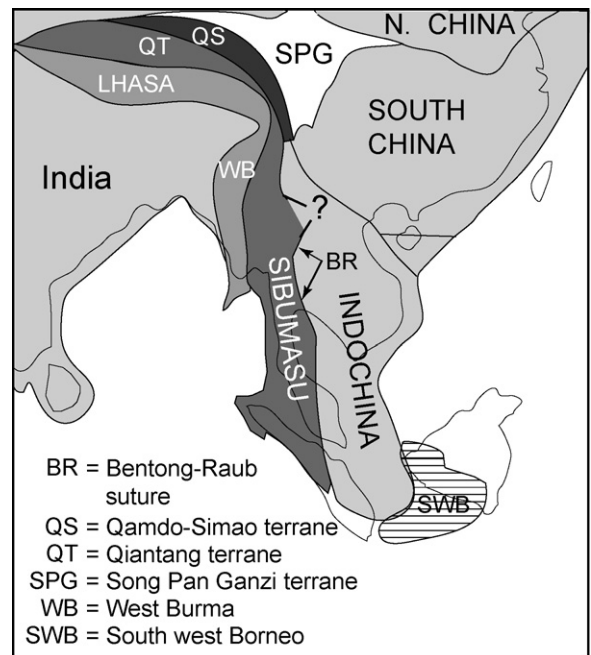 N. CHINA
QS
QT
SPG
LHASA
SOUTH
CHINA
WB
India
?
BR
SIBUMASU
INDOCHINA
SWB
BR = Bentong-Raub
suture
QS = Qamdo-Simao terrane
QT = Qiantang terrane
SPG = Song Pan Ganzi terrane
WB = West Burma
SWB = South west Borneo